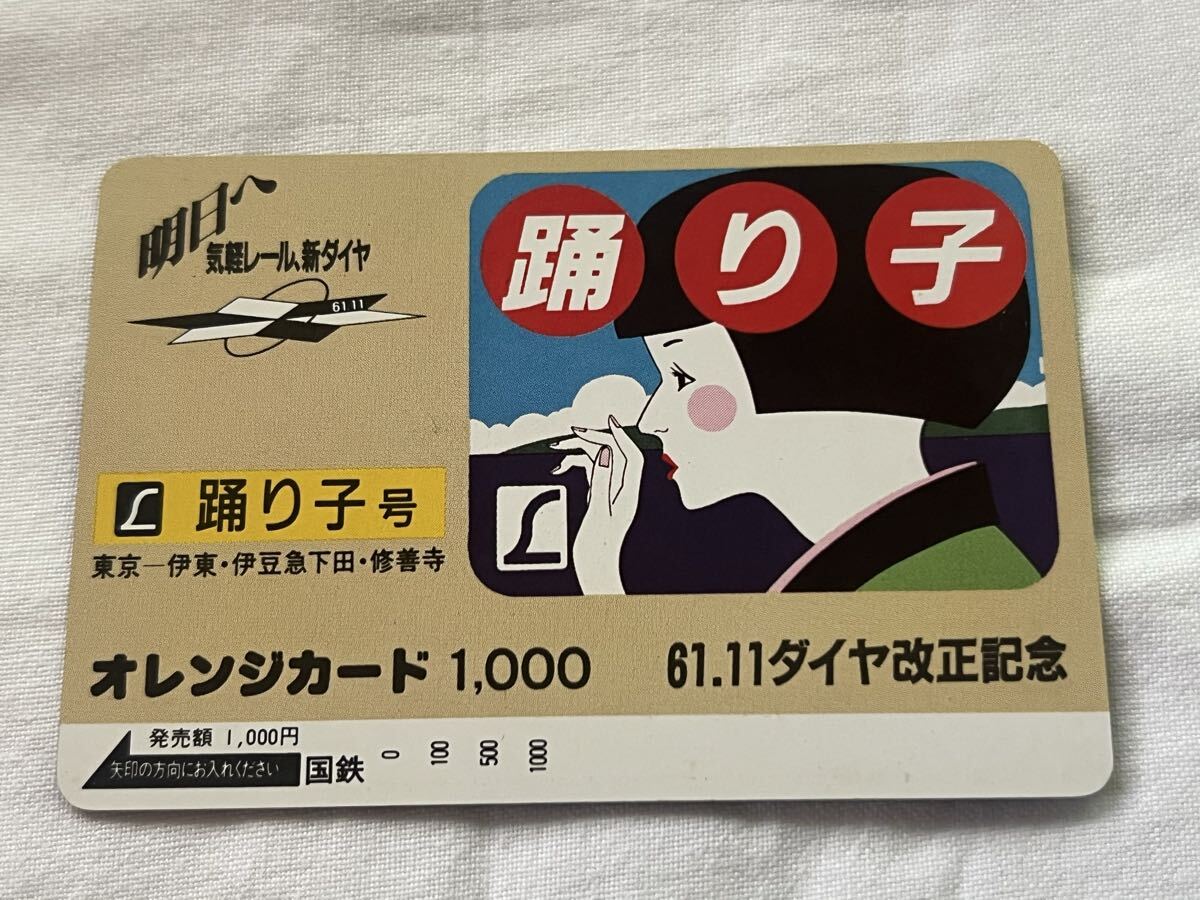 明日へ
気軽レール、新ダイヤ
61 11
踊り子
踊り子号
東京―伊東・伊豆急下田・修善寺
オレンジカード 1,000
61.11ダイヤ改正記念
発売額 1,000円
矢印の方向にお入れください
国鉄
0 100 500 1000